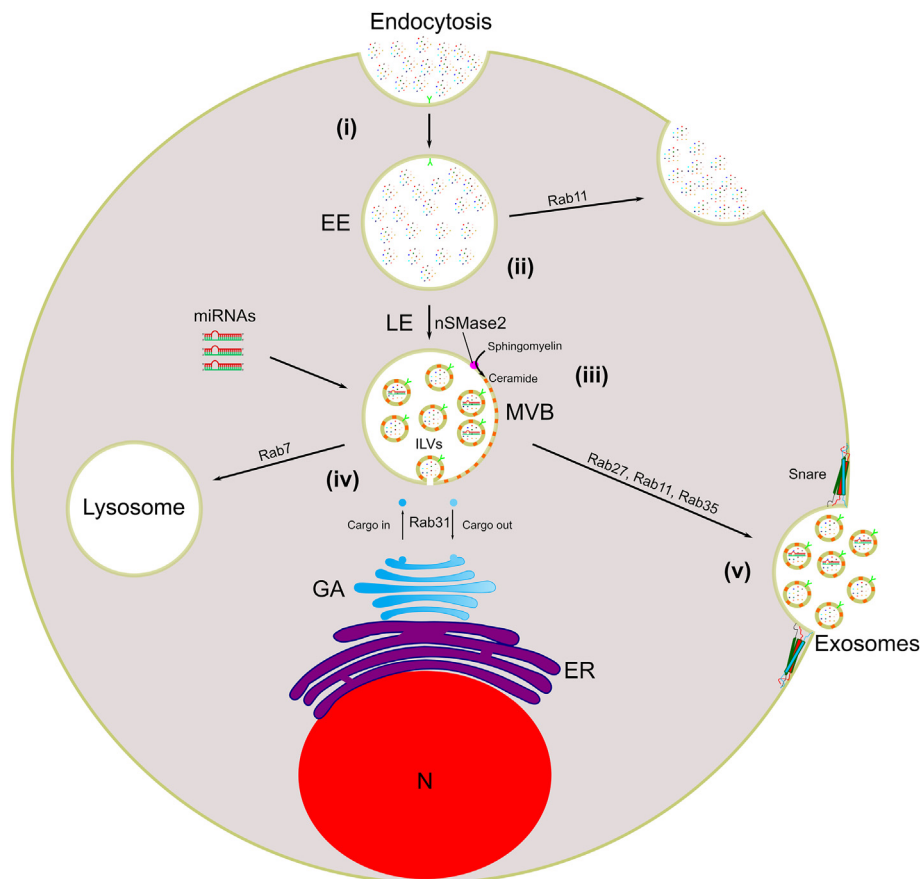 Endocytosis
(i)
EE
Rab11
(ii)
LE
nSMase2
miRNAs
Sphingomyelin
Ceramide
(iii)
MVB
ILVs
Rab7
(iv)
Rab27, Rab11, Rab35
Snare
Lysosome
Cargo in
Rab31
Cargo out
(v)
GA
Exosomes
ER
N